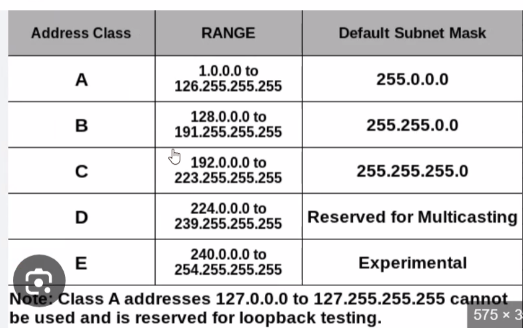 Address Class RANGE Default Subnet Mask
A 1.0.0.0 to 255.0.0.0
126.255.255.255
B 128.0.0.0 to 255.255.0.0
191.255.255.255
C 192.0.0.0 to 255.255.255.0
223.255.255.255
D 224.0.0.0 to Reserved for Multicasting
239.255.255.255
E 240.0.0.0 to Experimental
254.255.255.255
Note: Class A addresses 127.0.0.0 to 127.255.255.255 cannot
be used and is reserved for loopback testing.
575 ×